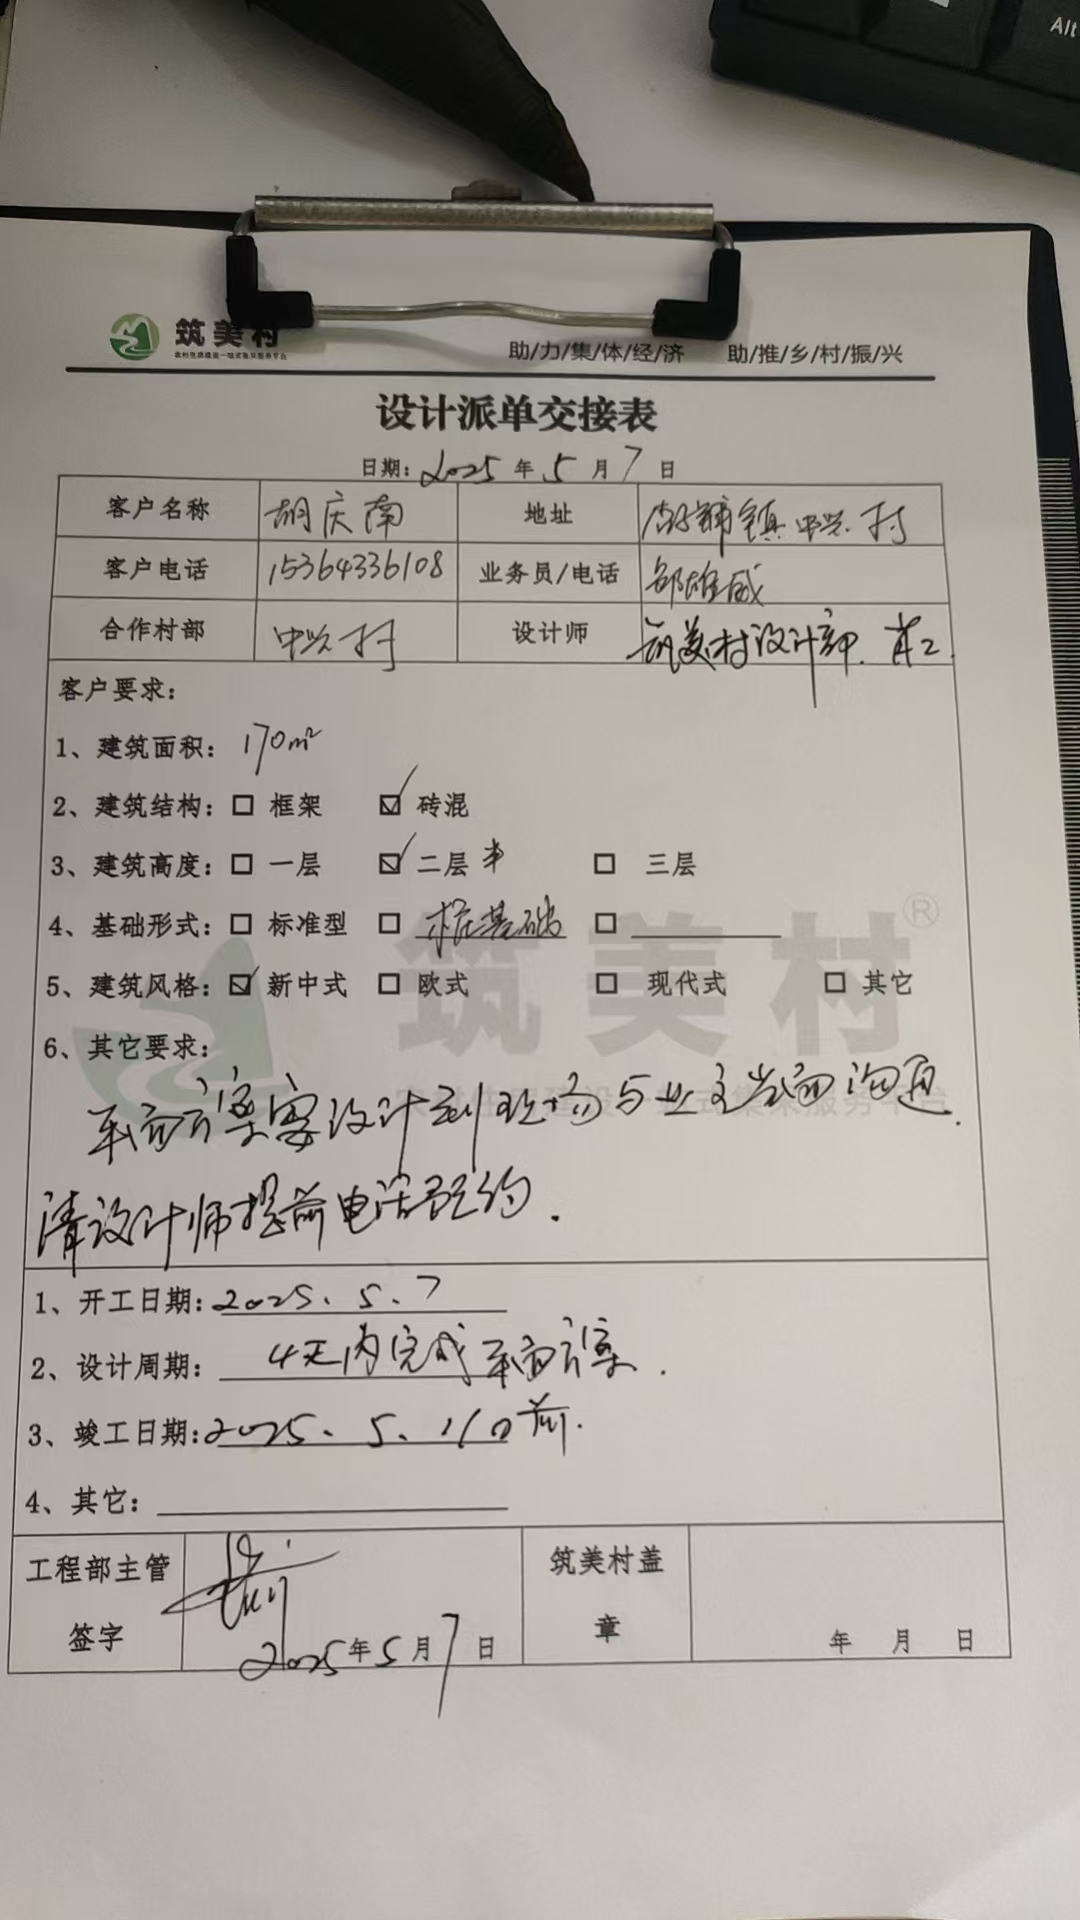 Alt
筑美村
助/力/集/体/经/济 助/推/乡/村/振/兴
设计派单交接表
日期：2025年5月7日
客户名称 胡庆南 地址 镇中兴村
客户电话 15364336108 业务员/电话 邹雄威
合作村部 中兴村 设计师 筑美村设计部.
客户要求：
1、建筑面积：170m²
2、建筑结构：□ 框架 ☑ 砖混
3、建筑高度：□ 一层 ☑ 二层半 □ 三层
4、基础形式：□ 标准型 □ 桩基础 □
5、建筑风格：☑ 新中式 □ 欧式 □ 现代式 □ 其它
筑美村®
6、其它要求：
平面方案要设计到现场与业主当面沟通.
请设计师提前电话预约.
1、开工日期：2025.5.7
2、设计周期：4天内完成平面方案.
3、竣工日期：2025.5.11日前.
4、其它：
工程部主管 筑美村盖
签字 2025年5月7日 章 年 月 日